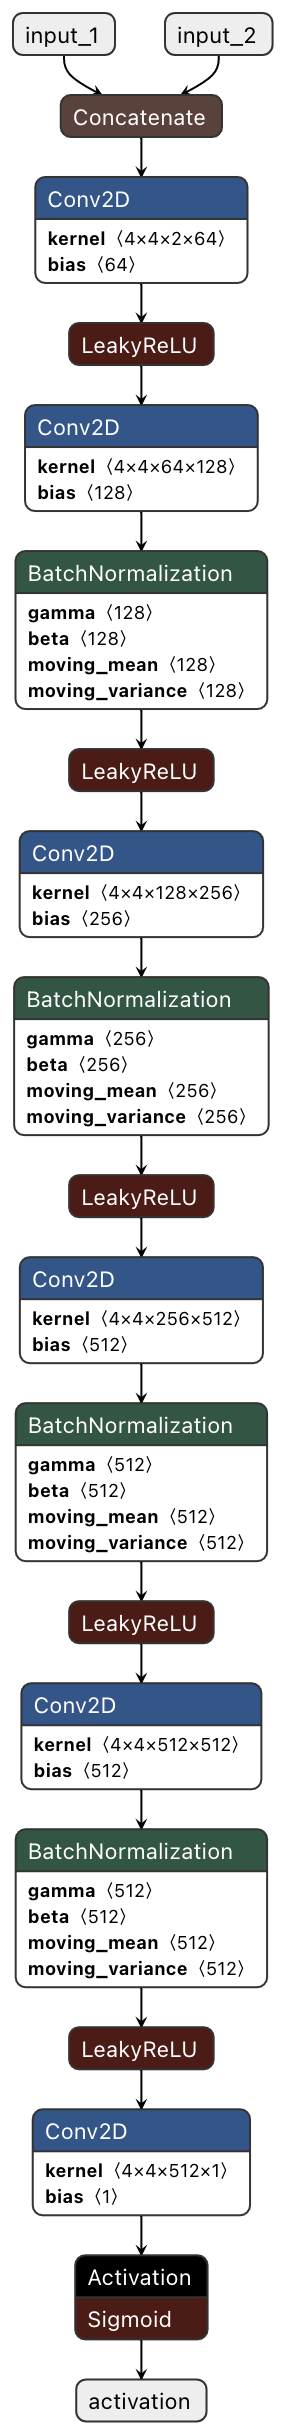 input_1
input_2
Concatenate
Conv2D
kernel ⟨4×4×2×64⟩
bias ⟨64⟩
LeakyReLU
Conv2D
kernel ⟨4×4×64×128⟩
bias ⟨128⟩
BatchNormalization
gamma ⟨128⟩
beta ⟨128⟩
moving_mean ⟨128⟩
moving_variance ⟨128⟩
LeakyReLU
Conv2D
kernel ⟨4×4×128×256⟩
bias ⟨256⟩
BatchNormalization
gamma ⟨256⟩
beta ⟨256⟩
moving_mean ⟨256⟩
moving_variance ⟨256⟩
LeakyReLU
Conv2D
kernel ⟨4×4×256×512⟩
bias ⟨512⟩
BatchNormalization
gamma ⟨512⟩
beta ⟨512⟩
moving_mean ⟨512⟩
moving_variance ⟨512⟩
LeakyReLU
Conv2D
kernel ⟨4×4×512×512⟩
bias ⟨512⟩
BatchNormalization
gamma ⟨512⟩
beta ⟨512⟩
moving_mean ⟨512⟩
moving_variance ⟨512⟩
LeakyReLU
Conv2D
kernel ⟨4×4×512×1⟩
bias ⟨1⟩
Activation
Sigmoid
activation